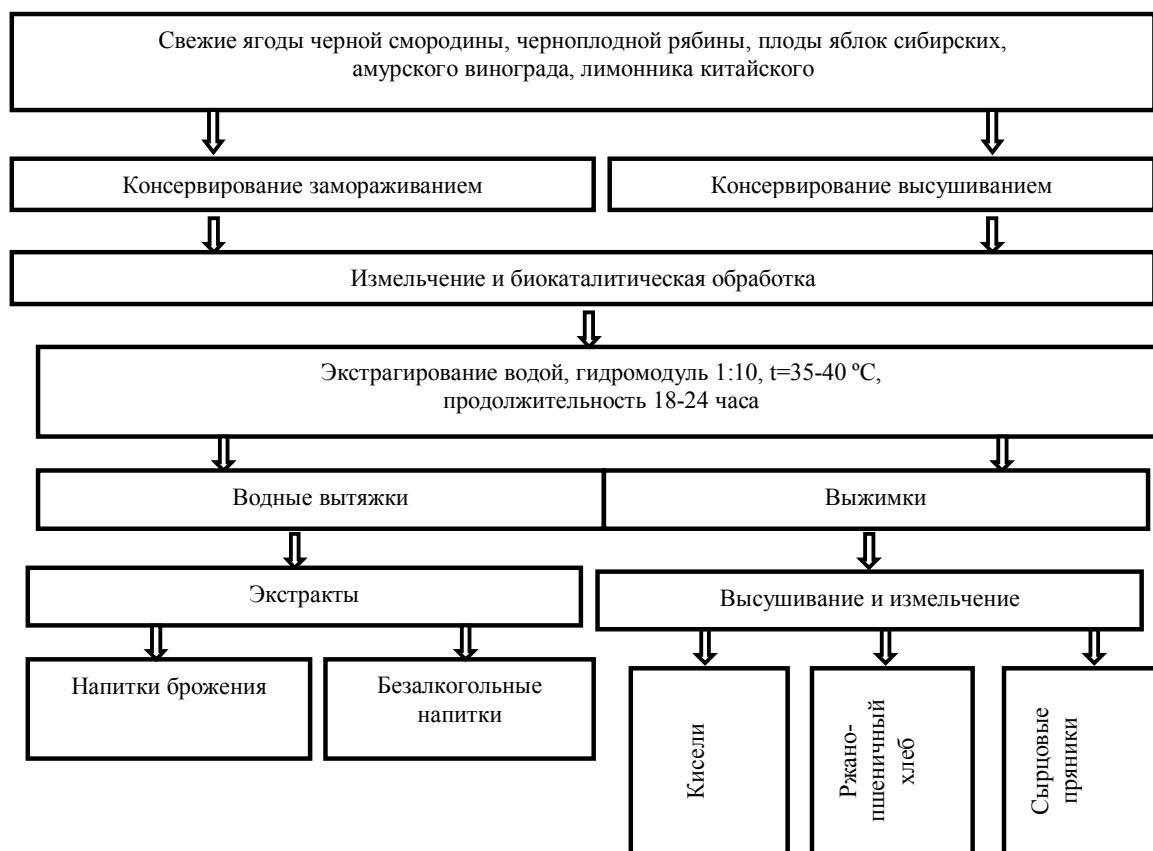 Свежие ягоды черной смородины, черноплодной рябины, плоды яблок сибирских,
амурского винограда, лимонника китайского
Консервирование замораживанием
Консервирование высушиванием
Измельчение и биокаталитическая обработка
Экстрагирование водой, гидромодуль 1:10, t=35-40 ºС,
продолжительность 18-24 часа
Водные вытяжки
Выжимки
Экстракты
Высушивание и измельчение
Напитки брожения
Безалкогольные
напитки
Кисели
Ржано-
пшеничный
хлеб
Сырцовые
пряники